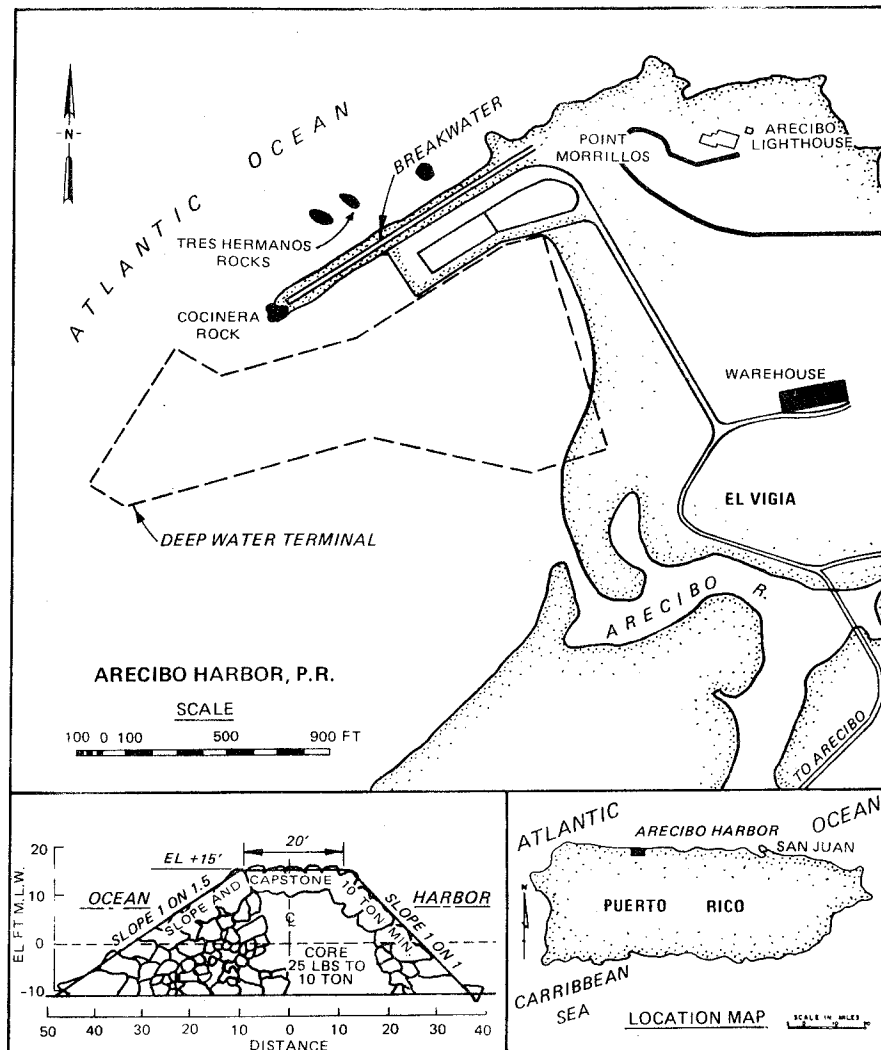 N
ATLANTIC OCEAN
BREAKWATER
POINT
MORRILLOS
ARECIBO
LIGHTHOUSE
TRES HERMANOS
ROCKS
COCINERA
ROCK
WAREHOUSE
EL VIGIA
DEEP WATER TERMINAL
ARECIBO R.
TO ARECIBO
ARECIBO HARBOR, P.R.
SCALE
100 0 100 500 900 FT
EL FT M.L.W.
20
10
0
-10
EL +15'
20'
OCEAN
HARBOR
SLOPE 1 ON 1.5
SLOPE AND CAPSTONE 10 TON MIN.
SLOPE 1 ON 1
℄
CORE
25 LBS TO
10 TON
50 40 30 20 10 0 10 20 30 40
DISTANCE
ATLANTIC OCEAN
ARECIBO HARBOR
SAN JUAN
N
PUERTO RICO
CARRIBBEAN
SEA
LOCATION MAP
SCALE IN MILES